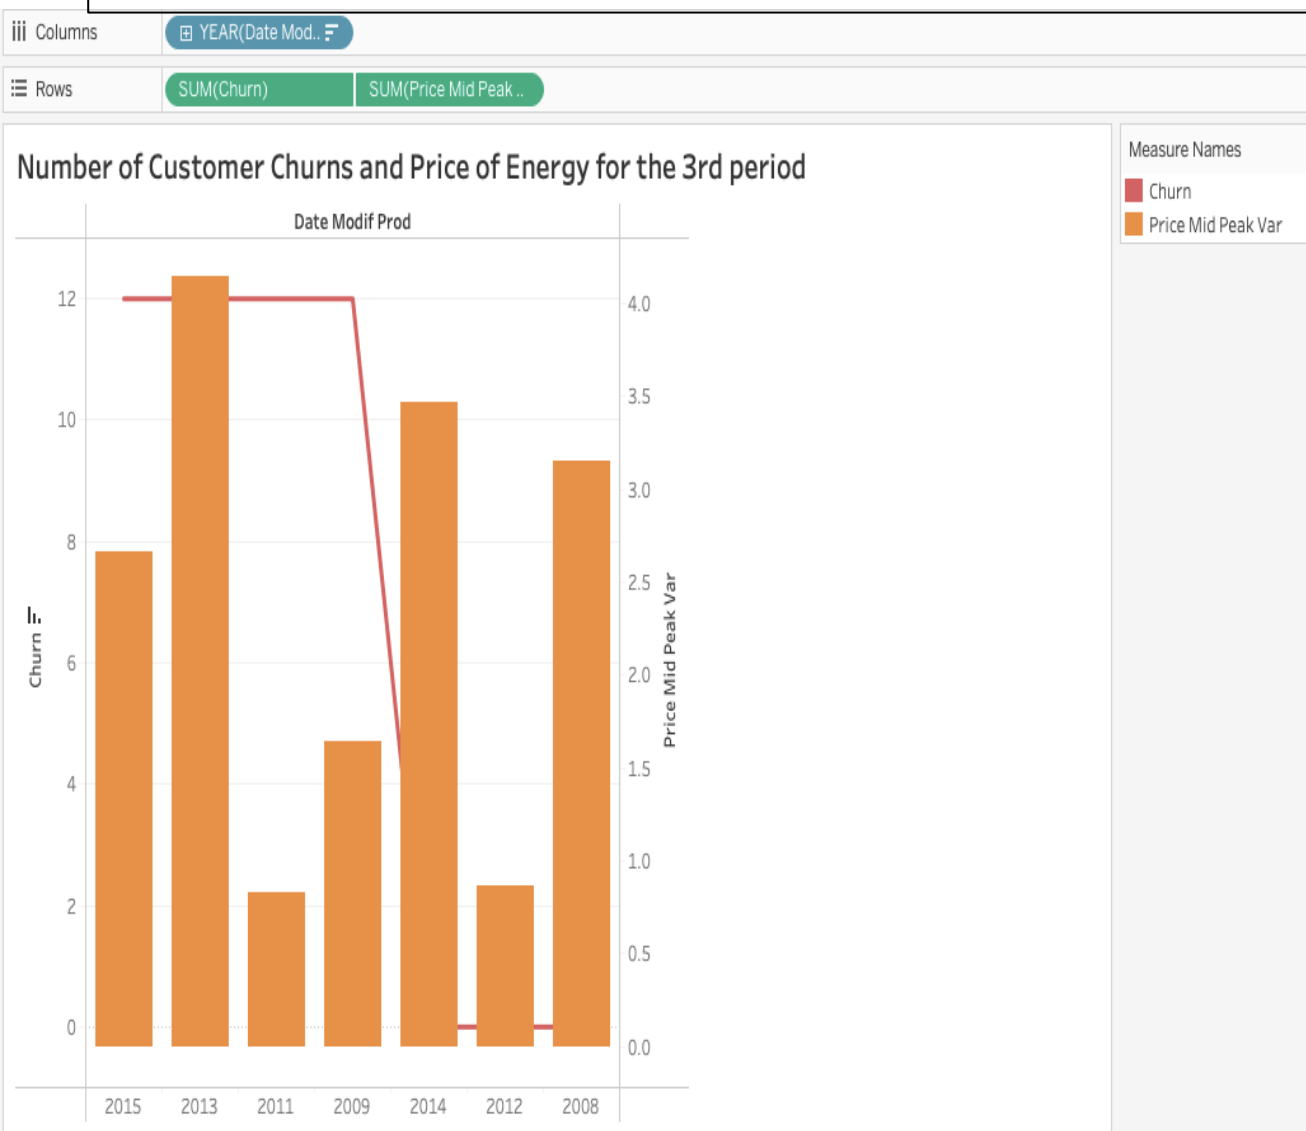 Columns
YEAR(Date Mod..
Rows
SUM(Churn)
SUM(Price Mid Peak ..
Number of Customer Churns and Price of Energy for the 3rd period
Measure Names
Churn
Price Mid Peak Var
Date Modif Prod
12
10
8
6
4
2
0
Churn
4.0
3.5
3.0
2.5
2.0
1.5
1.0
0.5
0.0
Price Mid Peak Var
2015 2013 2011 2009 2014 2012 2008